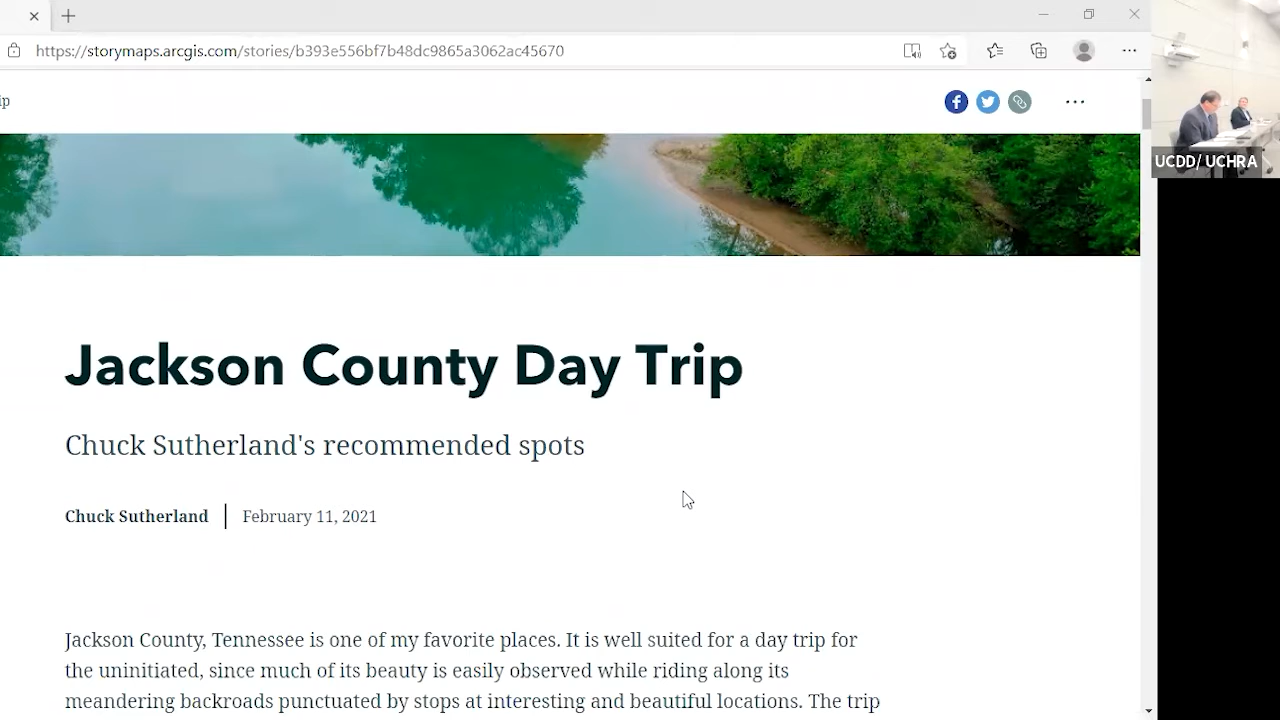 https://storymaps.arcgis.com/stories/b393e556bf7b48dc9865a3062ac45670
ip
UCDD/ UCHRA
Jackson County Day Trip
Chuck Sutherland's recommended spots
Chuck Sutherland | February 11, 2021
Jackson County, Tennessee is one of my favorite places. It is well suited for a day trip for
the uninitiated, since much of its beauty is easily observed while riding along its
meandering backroads punctuated by stops at interesting and beautiful locations. The trip